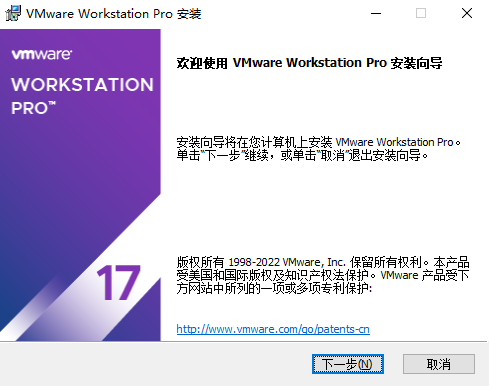 VMware Workstation Pro 安装
vmware®
WORKSTATION
PRO™
17
欢迎使用 VMware Workstation Pro 安装向导
安装向导将在您计算机上安装 VMware Workstation Pro。
单击“下一步”继续，或单击“取消”退出安装向导。
版权所有 1998-2022 VMware, Inc. 保留所有权利。本产品
受美国和国际版权及知识产权法保护。VMware 产品受下
方网站中所列的一项或多项专利保护:
http://www.vmware.com/go/patents-cn
下一步(N)
取消